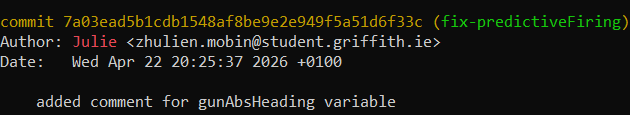 commit 7a03ead5b1cdb1548af8be9e2e949f5a51d6f33c (fix-predictiveFiring)
Author: Julie <zhulien.mobin@student.griffith.ie>
Date:   Wed Apr 22 20:25:37 2026 +0100
added comment for gunAbsHeading variable